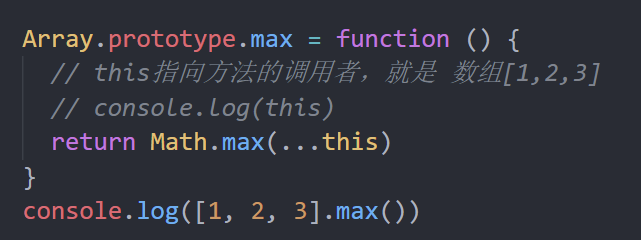 Array.prototype.max = function () {
  // this指向方法的调用者，就是 数组[1,2,3]
  // console.log(this)
  return Math.max(...this)
}
console.log([1, 2, 3].max())